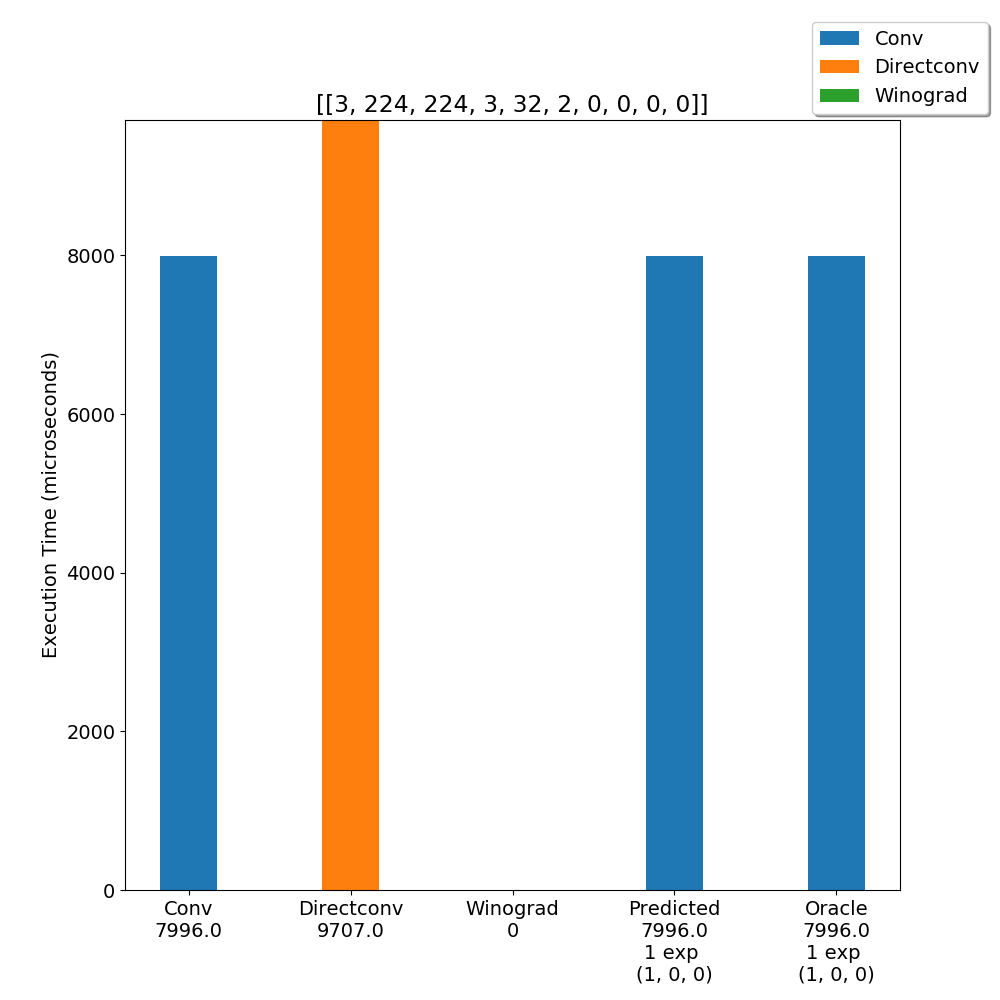 Conv
Directconv
Winograd
[[3, 224, 224, 3, 32, 2, 0, 0, 0, 0]]
Execution Time (microseconds)
8000
6000
4000
2000
0
Conv
7996.0
Directconv
9707.0
Winograd
0
Predicted
7996.0
1 exp
(1, 0, 0)
Oracle
7996.0
1 exp
(1, 0, 0)